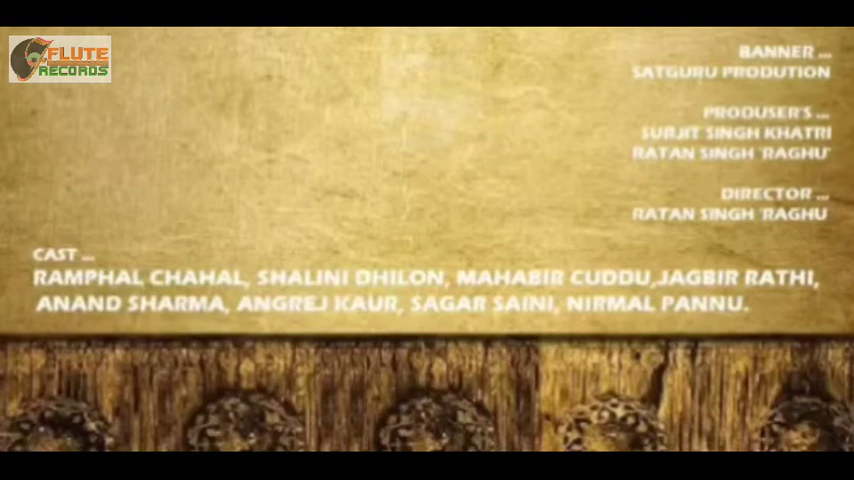 FLUTE
RECORDS
BANNER ...
SATGURU PRODUTION
PRODUSER'S ...
SURJIT SINGH KHATRI
RATAN SINGH 'RAGHU'
DIRECTOR ...
RATAN SINGH 'RAGHU
CAST ...
RAMPHAL CHAHAL, SHALINI DHILON, MAHABIR CUDDU,JAGBIR RATHI,
ANAND SHARMA, ANGREJ KAUR, SAGAR SAINI, NIRMAL PANNU.